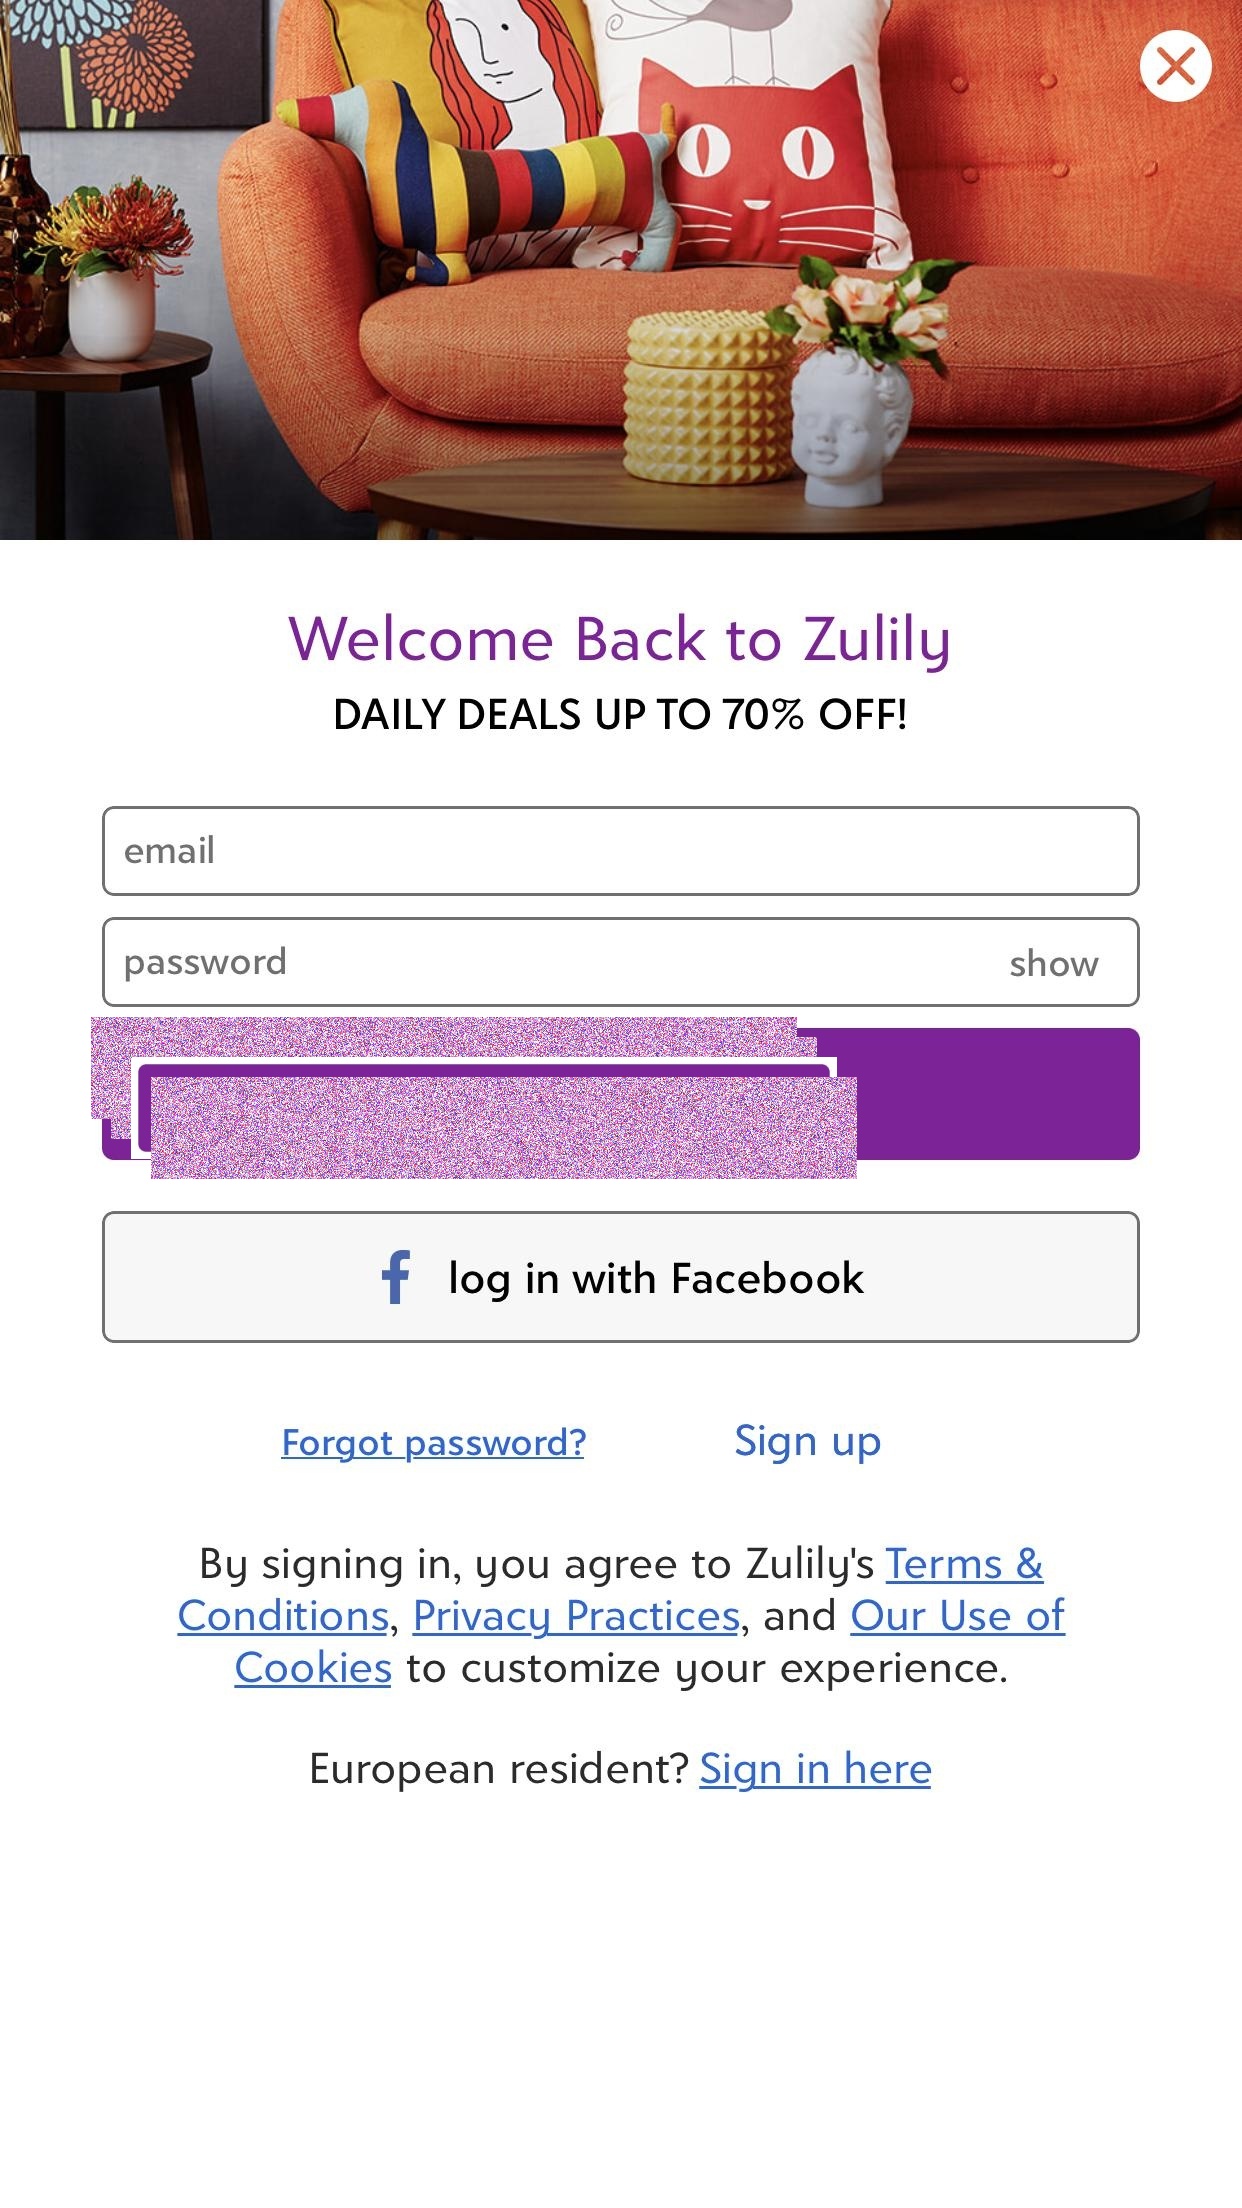 Welcome Back to Zulily
DAILY DEALS UP TO 70% OFF!
email
password show
log in with Facebook
Forgot password? Sign up
By signing in, you agree to Zulily's Terms &
Conditions, Privacy Practices, and Our Use of
Cookies to customize your experience.
European resident? Sign in here